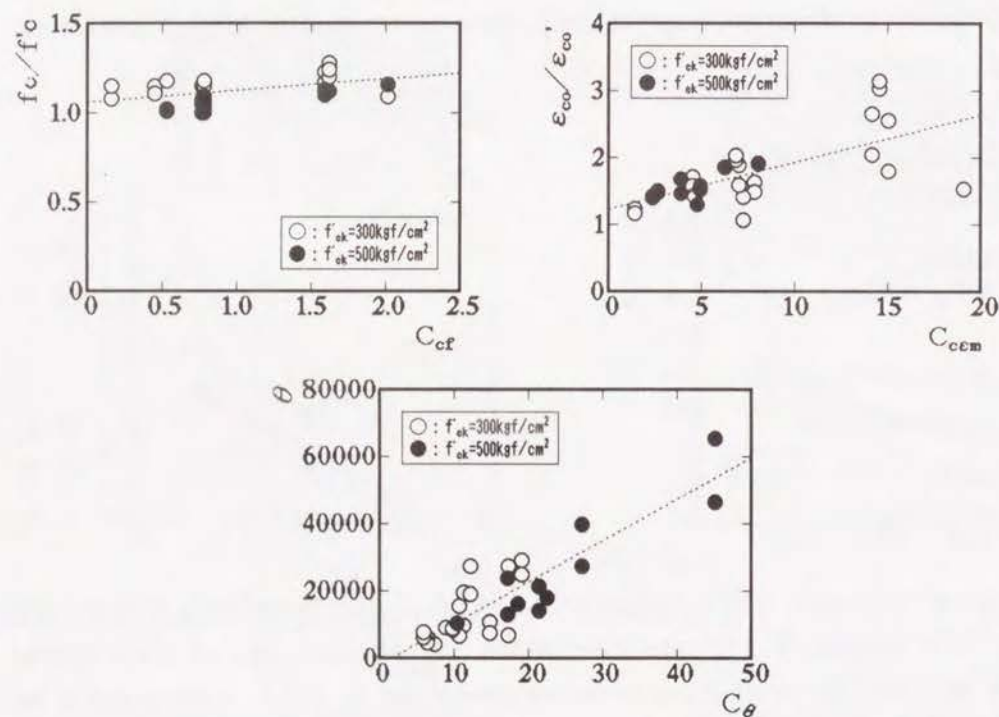 fc/f'c
1.5
1.0
0.5
0
○ : f'ck=300kgf/cm²
● : f'ck=500kgf/cm²
0 0.5 1.0 1.5 2.0 2.5
Ccf
εco/εco'
4
3
2
1
0
○ : f'ck=300kgf/cm²
● : f'ck=500kgf/cm²
0 5 10 15 20
Ccεm
θ
80000
60000
40000
20000
0
○ : f'ck=300kgf/cm²
● : f'ck=500kgf/cm²
0 10 20 30 40 50
Cθ